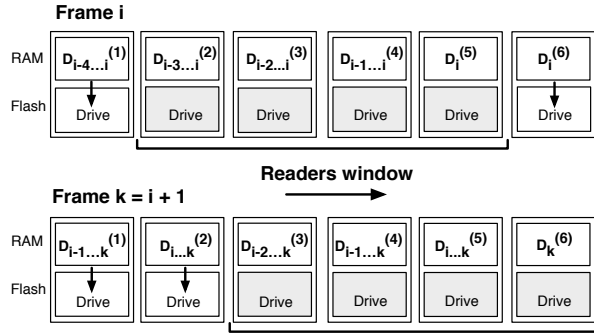 Frame i
RAM D_{i-4...i}^{(1)} D_{i-3...i}^{(2)} D_{i-2...i}^{(3)} D_{i-1...i}^{(4)} D_i^{(5)} D_i^{(6)}
Flash Drive Drive Drive Drive Drive Drive
Readers window
Frame k = i + 1
RAM D_{i-1...k}^{(1)} D_{i...k}^{(2)} D_{i-2...k}^{(3)} D_{i-1...k}^{(4)} D_{i...k}^{(5)} D_k^{(6)}
Flash Drive Drive Drive Drive Drive Drive